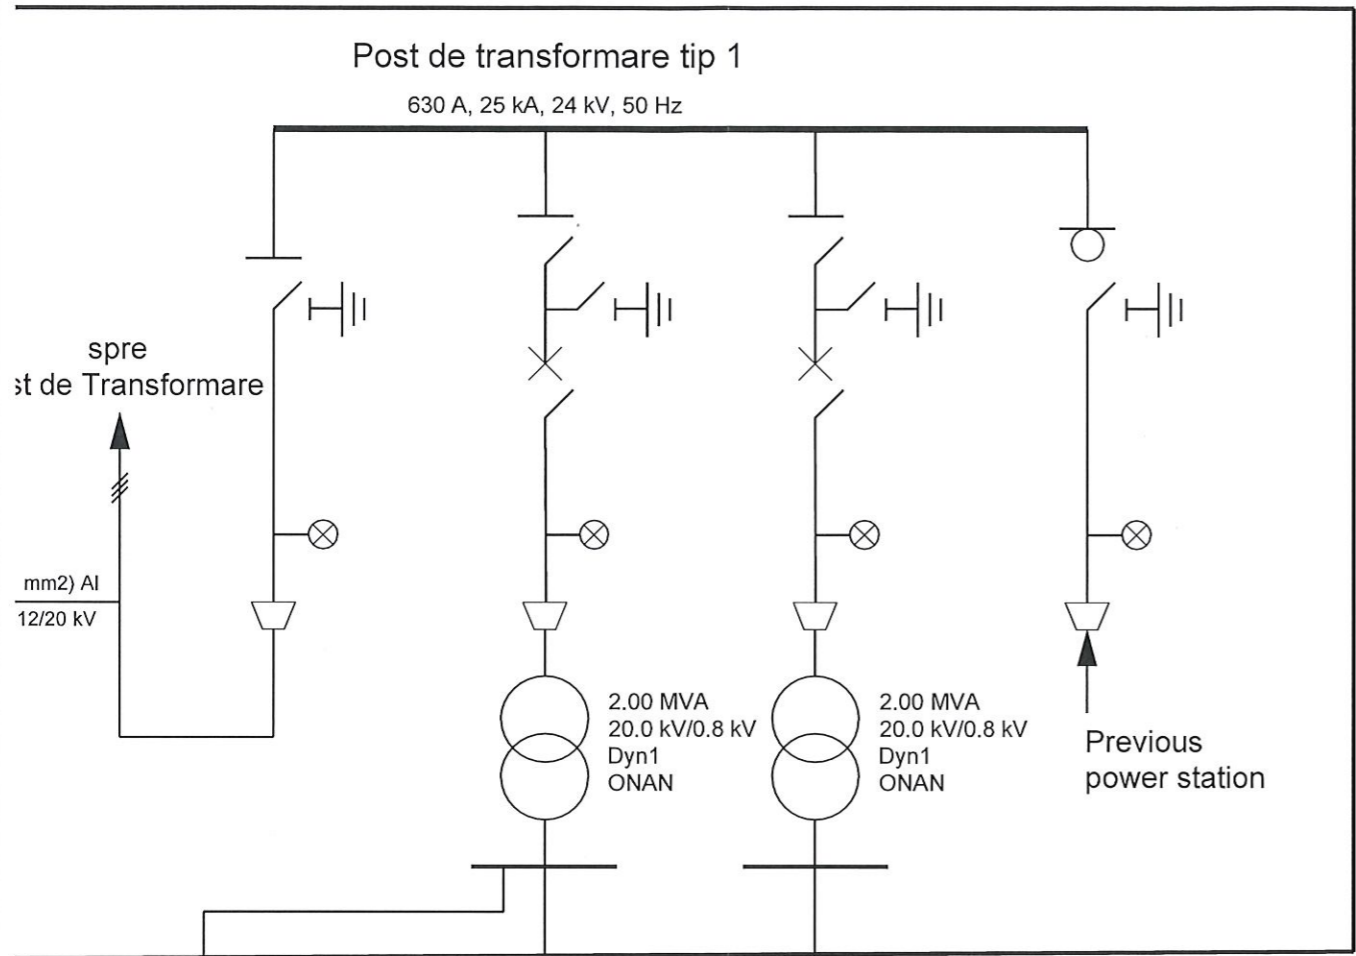 Post de transformare tip 1
630 A, 25 kA, 24 kV, 50 Hz
spre
st de Transformare
mm2) Al
12/20 kV
2.00 MVA
20.0 kV/0.8 kV
Dyn1
ONAN
2.00 MVA
20.0 kV/0.8 kV
Dyn1
ONAN
Previous
power station